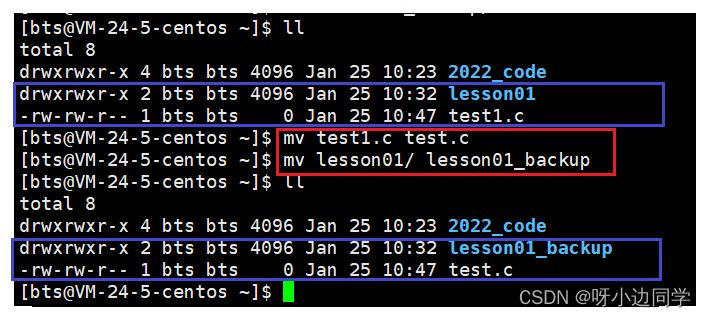 [bts@VM-24-5-centos ~]$ ll
total 8
drwxrwxr-x 4 bts bts 4096 Jan 25 10:23 2022_code
drwxrwxr-x 2 bts bts 4096 Jan 25 10:32 lesson01
-rw-rw-r-- 1 bts bts    0 Jan 25 10:47 test1.c
[bts@VM-24-5-centos ~]$ mv test1.c test.c
[bts@VM-24-5-centos ~]$ mv lesson01/ lesson01_backup
[bts@VM-24-5-centos ~]$ ll
total 8
drwxrwxr-x 4 bts bts 4096 Jan 25 10:23 2022_code
drwxrwxr-x 2 bts bts 4096 Jan 25 10:32 lesson01_backup
-rw-rw-r-- 1 bts bts    0 Jan 25 10:47 test.c
[bts@VM-24-5-centos ~]$
CSDN @呀小边同学